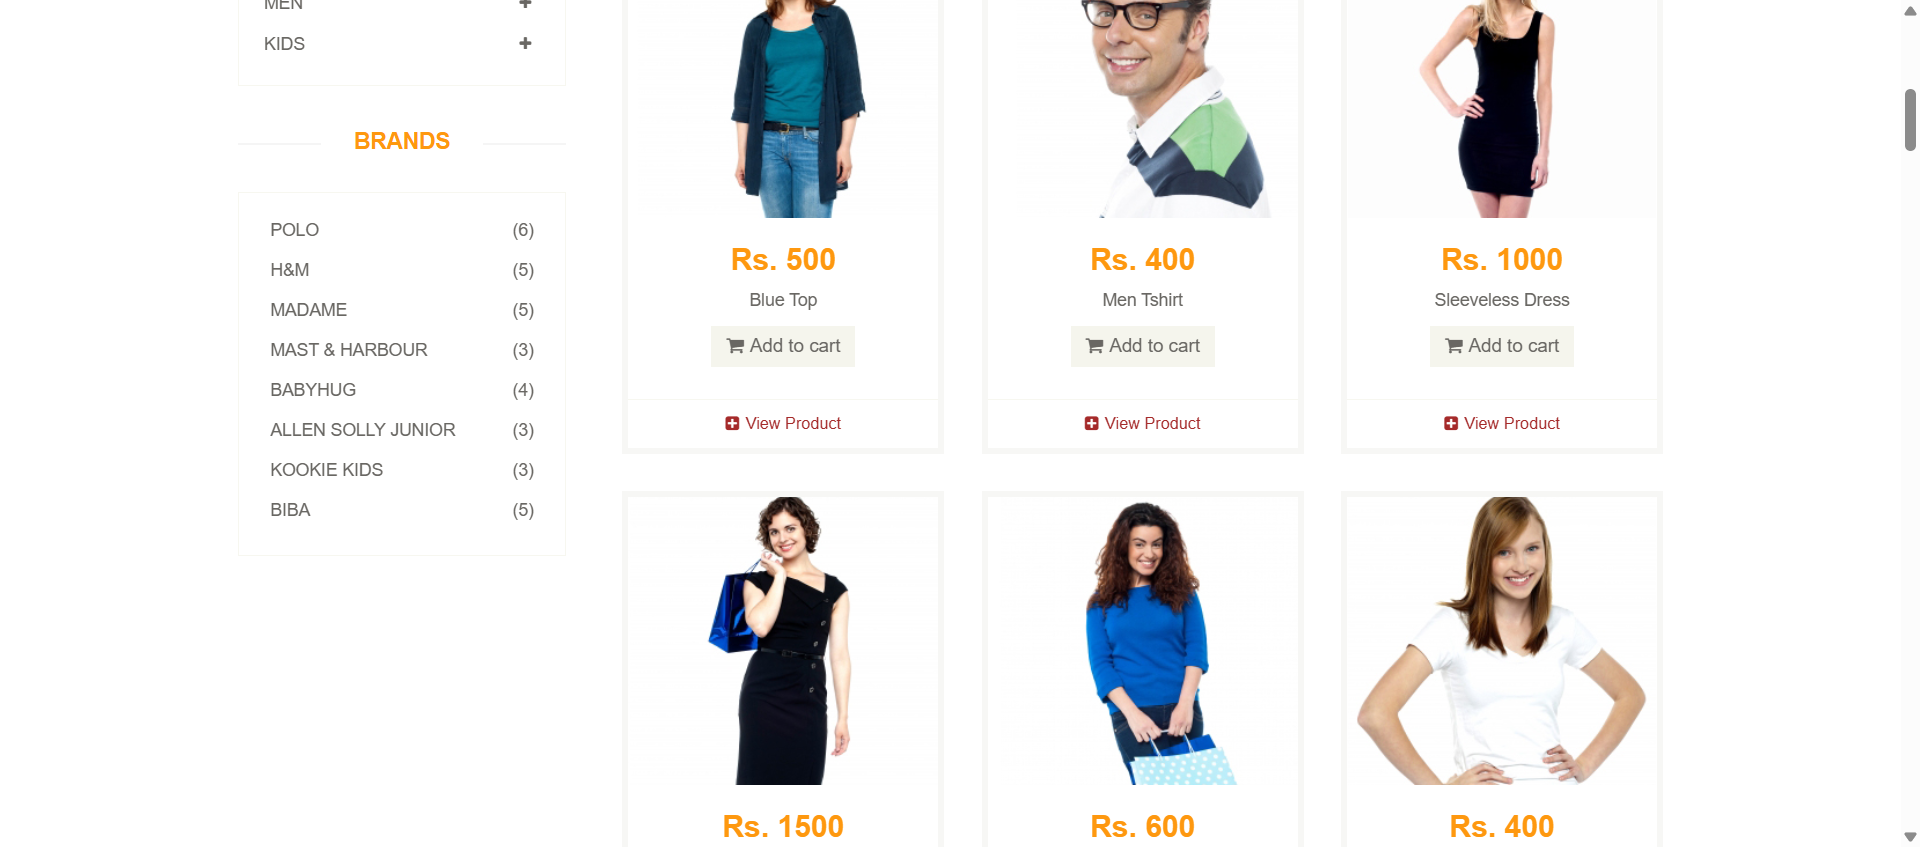 MEN
KIDS
BRANDS
POLO (6)
H&M (5)
MADAME (5)
MAST & HARBOUR (3)
BABYHUG (4)
ALLEN SOLLY JUNIOR (3)
KOOKIE KIDS (3)
BIBA (5)
Rs. 500
Blue Top
Add to cart
View Product
Rs. 400
Men Tshirt
Add to cart
View Product
Rs. 1000
Sleeveless Dress
Add to cart
View Product
Rs. 1500
Rs. 600
Rs. 400